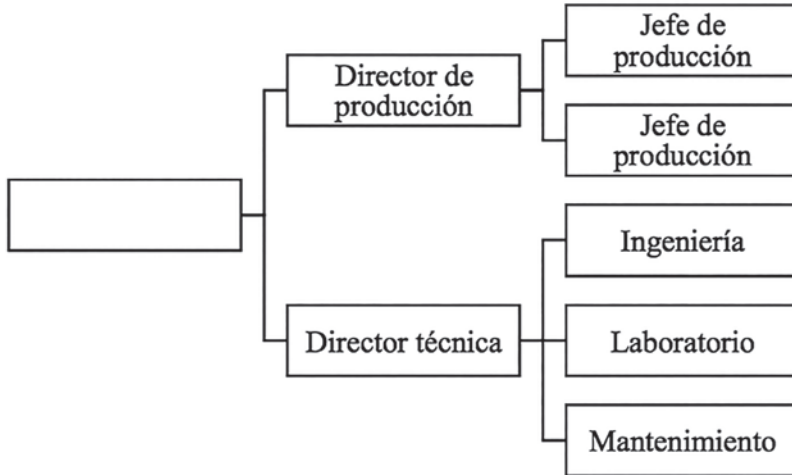 Jefe de
producción
Director de
producción
Jefe de
producción
Ingeniería
Director técnica
Laboratorio
Mantenimiento